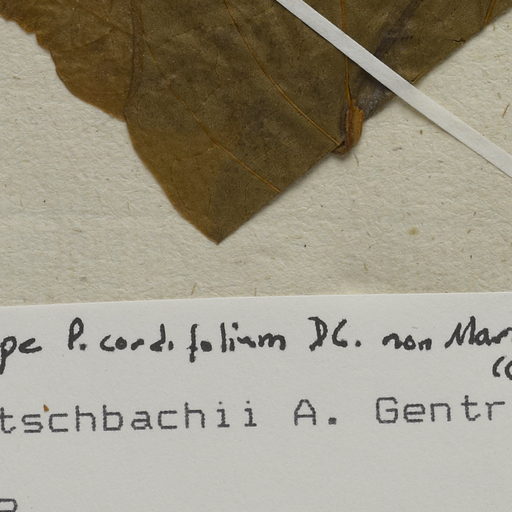 pe P. cordifolium DC. non Mar
(c
tschbachii A. Gentr